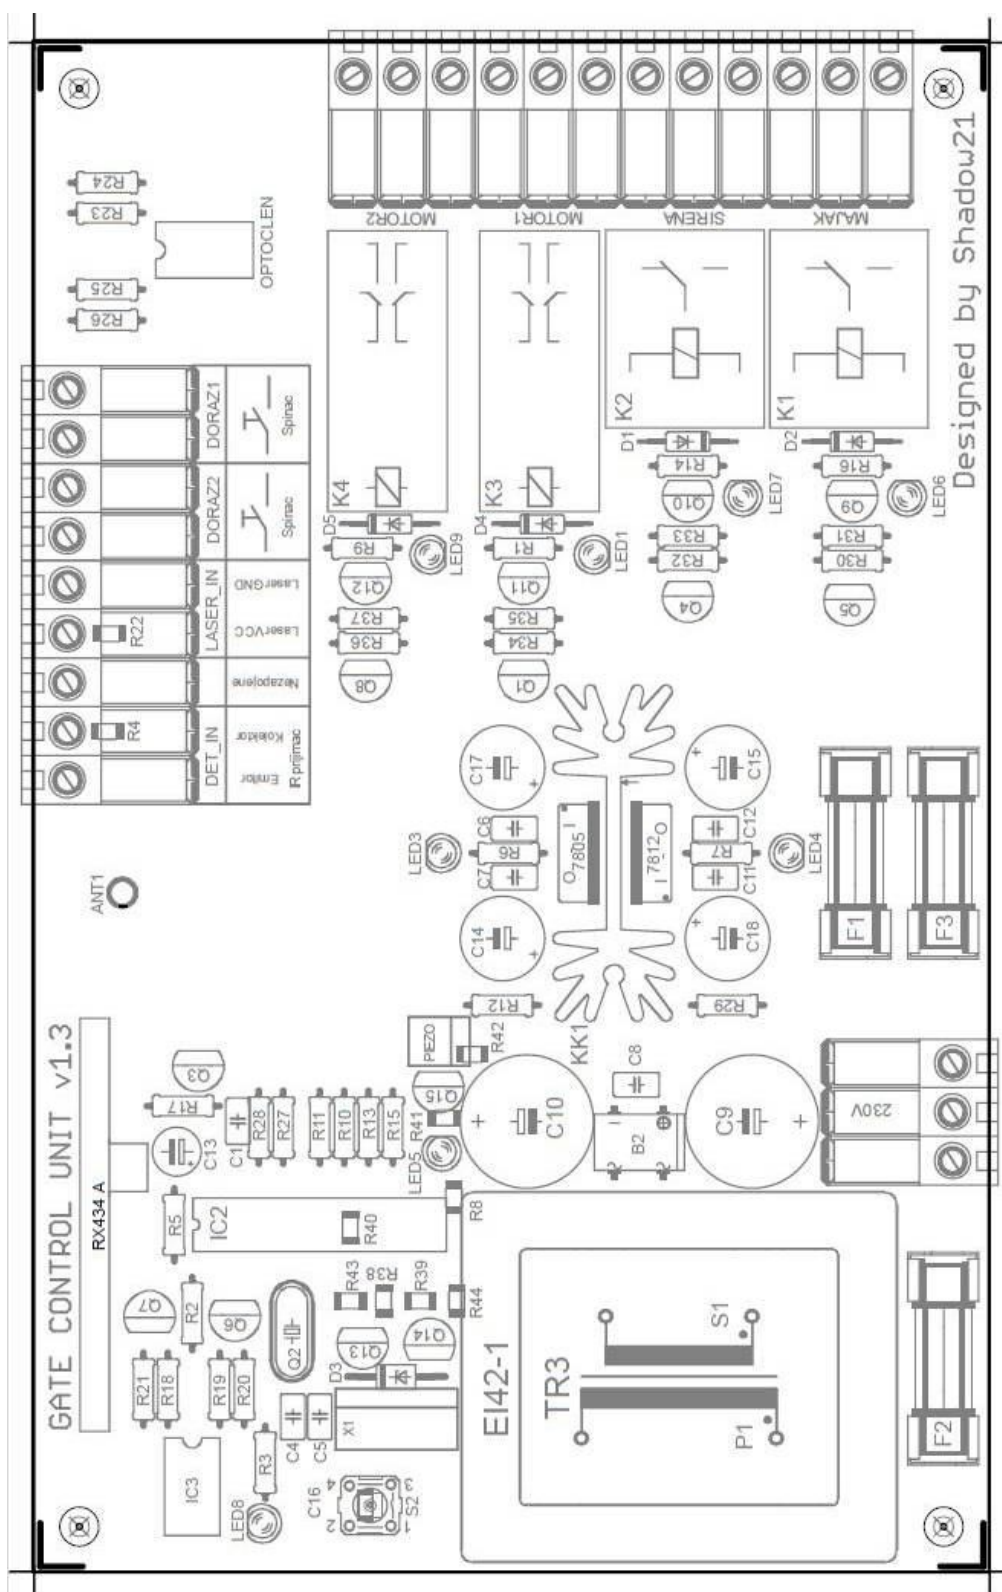 GATE CONTROL UNIT v1.3
Designed by Shadow21
R24
R23
OPTOCLEN
R25
R26
MOTOR2
MOTOR1
SIRENA
MAJAK
K4
K3
K2
K1
DORAZ1
Spinac
DORAZ2
Spinac
LASER_IN
LaserGND
LaserVCC
R22
Nezapojene
R4
DET_IN
Kolektor
Emitor
IRprijimac
D5
R9
LED9
Q12
R37
R36
Q8
D4
R1
LED1
Q11
R35
R34
Q1
D1
R14
Q10
LED7
R33
R32
Q4
D2
R16
Q9
LED6
R31
R30
Q5
C17
C15
LED3
C6
R6
C7
7805
I
O
7812
O
I
C12
R7
C11
LED4
C14
C18
R12
R29
KK1
F1
F3
ANT1
RX434 A
PIEZO
R42
Q3
R17
C13
C1
R28
R27
R11
R10
R13
R15
R41
Q15
LED5
C10
C8
B2
C9
230V
R5
IC2
R40
R8
Q7
R2
Q6
Q2
R43
R38
R39
R44
Q13
Q14
D3
R21
R18
R19
R20
C4
C5
X1
IC3
R3
LED8
C16
S2
1
2
3
4
EI42-1
TR3
S1
P1
F2